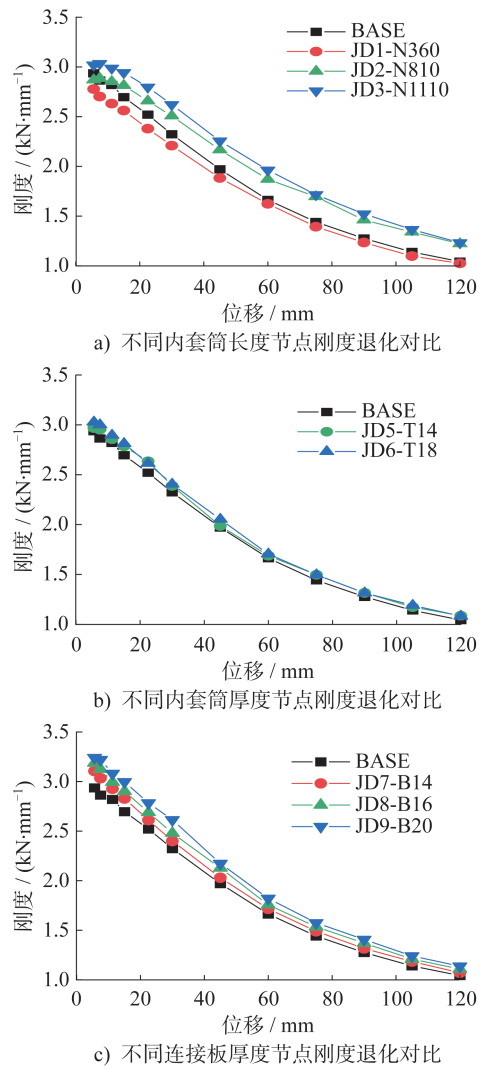 3.5
3.0
2.5
2.0
1.5
1.0
刚度 / (kN·mm⁻¹)
BASE
JD1-N360
JD2-N810
JD3-N1110
0 20 40 60 80 100 120
位移 / mm
a) 不同内套筒长度节点刚度退化对比
3.5
3.0
2.5
2.0
1.5
1.0
刚度 / (kN·mm⁻¹)
BASE
JD5-T14
JD6-T18
0 20 40 60 80 100 120
位移 / mm
b) 不同内套筒厚度节点刚度退化对比
3.5
3.0
2.5
2.0
1.5
1.0
刚度 / (kN·mm⁻¹)
BASE
JD7-B14
JD8-B16
JD9-B20
0 20 40 60 80 100 120
位移 / mm
c) 不同连接板厚度节点刚度退化对比